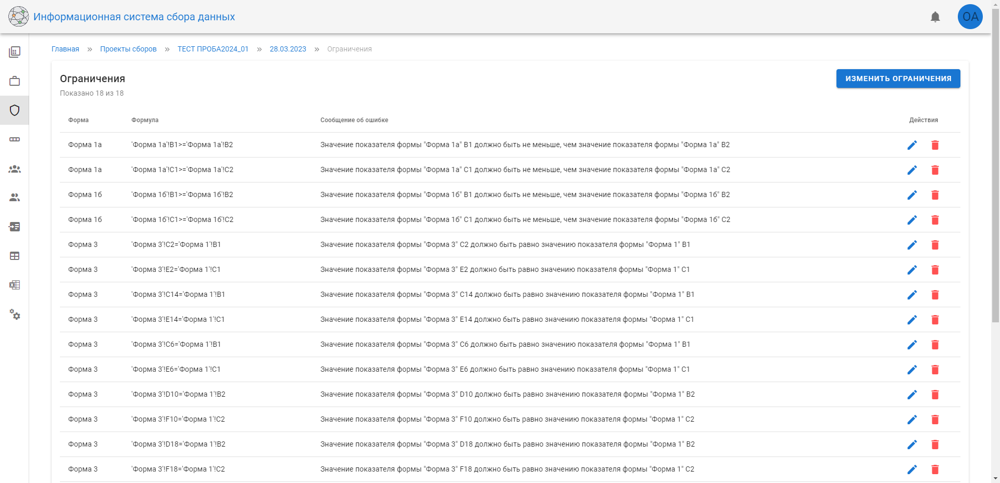 Информационная система сбора данных
ОА
Главная » Проекты сборов » ТЕСТ ПРОБА2024_01 » 28.03.2023 » Ограничения
Ограничения
ИЗМЕНИТЬ ОГРАНИЧЕНИЯ
Показано 18 из 18
Форма Формула Сообщение об ошибке Действия
Форма 1а 'Форма 1а'!B1>='Форма 1а'!B2 Значение показателя формы "Форма 1а" B1 должно быть не меньше, чем значение показателя формы "Форма 1а" B2
Форма 1а 'Форма 1а'!C1>='Форма 1а'!C2 Значение показателя формы "Форма 1а" C1 должно быть не меньше, чем значение показателя формы "Форма 1а" C2
Форма 1б 'Форма 1б'!B1>='Форма 1б'!B2 Значение показателя формы "Форма 1б" B1 должно быть не меньше, чем значение показателя формы "Форма 1б" B2
Форма 1б 'Форма 1б'!C1>='Форма 1б'!C2 Значение показателя формы "Форма 1б" C1 должно быть не меньше, чем значение показателя формы "Форма 1б" C2
Форма 3 'Форма 3'!C2='Форма 1'!B1 Значение показателя формы "Форма 3" C2 должно быть равно значению показателя формы "Форма 1" B1
Форма 3 'Форма 3'!E2='Форма 1'!C1 Значение показателя формы "Форма 3" E2 должно быть равно значению показателя формы "Форма 1" C1
Форма 3 'Форма 3'!C14='Форма 1'!B1 Значение показателя формы "Форма 3" C14 должно быть равно значению показателя формы "Форма 1" B1
Форма 3 'Форма 3'!E14='Форма 1'!C1 Значение показателя формы "Форма 3" E14 должно быть равно значению показателя формы "Форма 1" C1
Форма 3 'Форма 3'!C6='Форма 1'!B1 Значение показателя формы "Форма 3" C6 должно быть равно значению показателя формы "Форма 1" B1
Форма 3 'Форма 3'!E6='Форма 1'!C1 Значение показателя формы "Форма 3" E6 должно быть равно значению показателя формы "Форма 1" C1
Форма 3 'Форма 3'!D10='Форма 1'!B2 Значение показателя формы "Форма 3" D10 должно быть равно значению показателя формы "Форма 1" B2
Форма 3 'Форма 3'!F10='Форма 1'!C2 Значение показателя формы "Форма 3" F10 должно быть равно значению показателя формы "Форма 1" C2
Форма 3 'Форма 3'!D18='Форма 1'!B2 Значение показателя формы "Форма 3" D18 должно быть равно значению показателя формы "Форма 1" B2
Форма 3 'Форма 3'!F18='Форма 1'!C2 Значение показателя формы "Форма 3" F18 должно быть равно значению показателя формы "Форма 1" C2